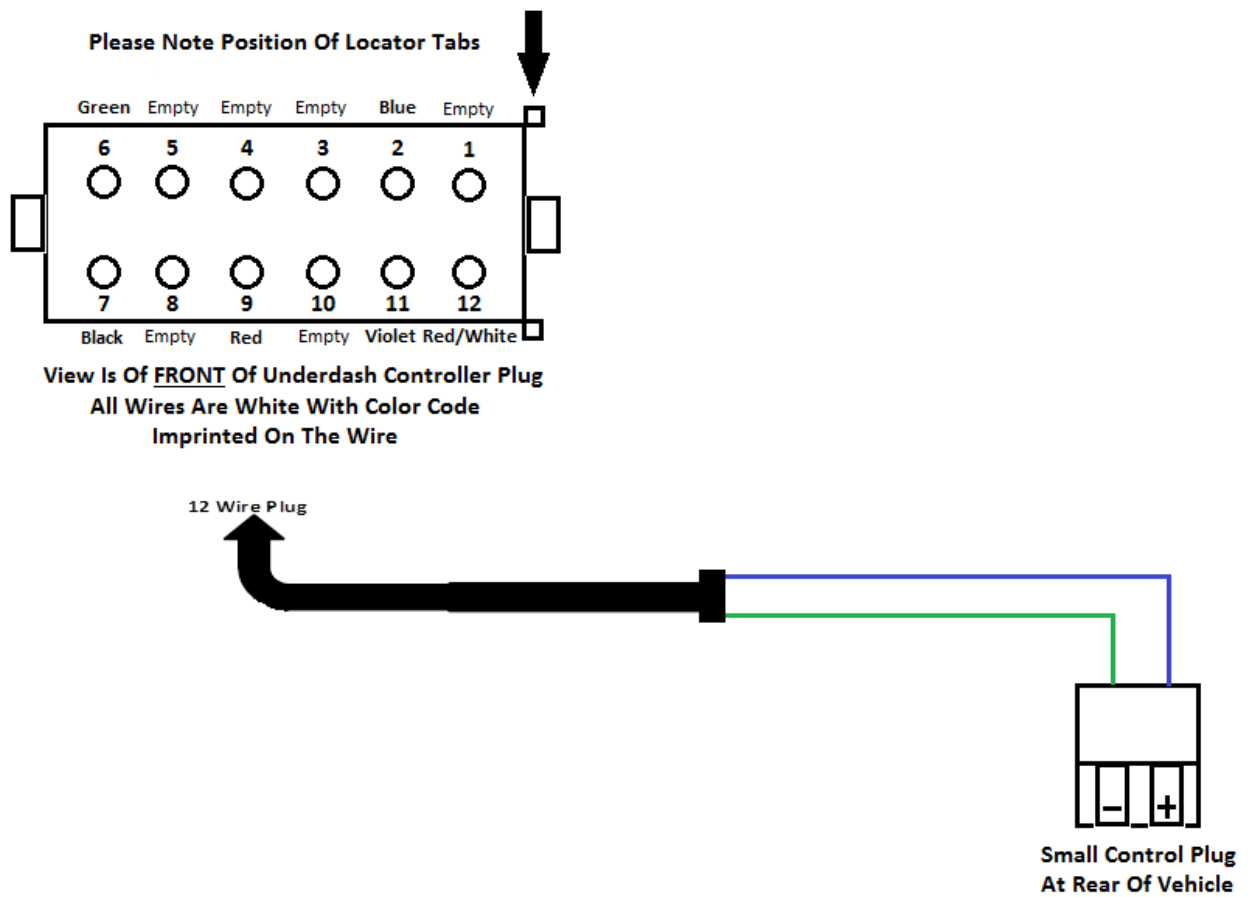 Please Note Position Of Locator Tabs
Green Empty Empty Empty Blue Empty
6 5 4 3 2 1
7 8 9 10 11 12
Black Empty Red Empty Violet Red/White
View Is Of FRONT Of Underdash Controller Plug
All Wires Are White With Color Code
Imprinted On The Wire
12 Wire Plug
− +
Small Control Plug
At Rear Of Vehicle